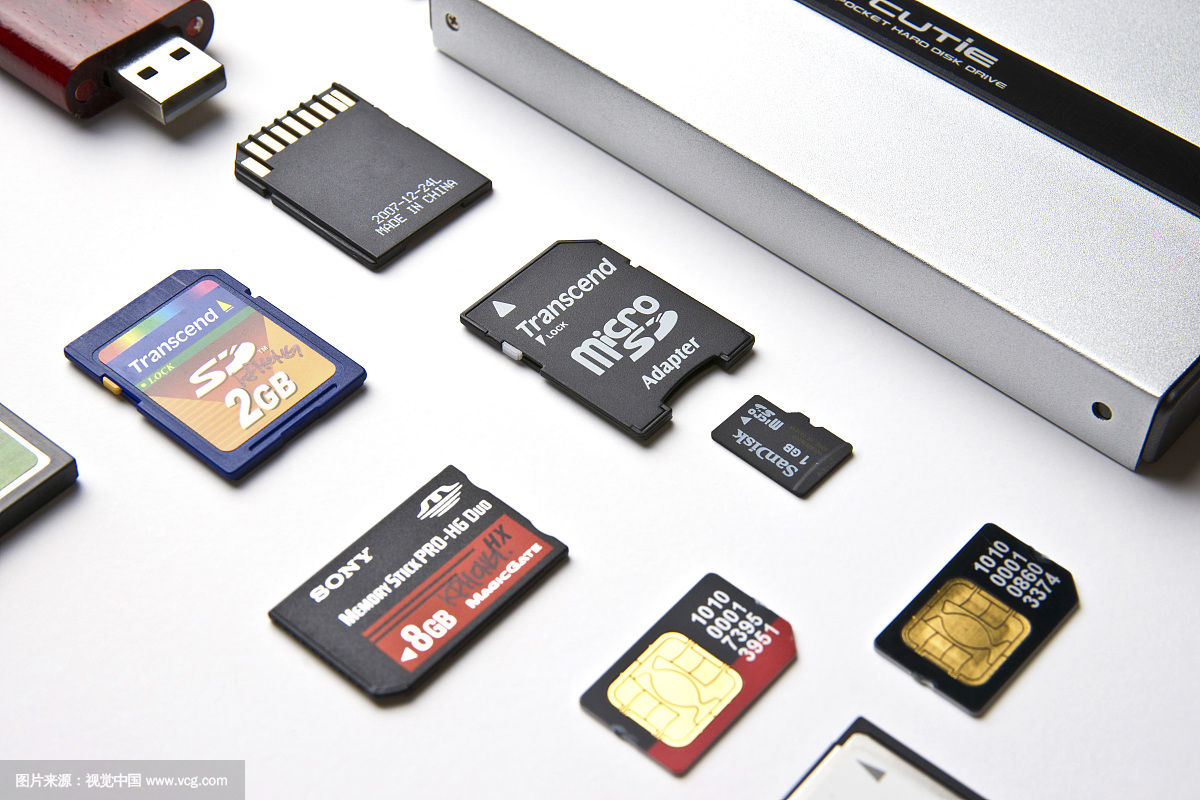 CUTiE
POCKET HARD DISK DRIVE
2007-12-24L
MADE IN CHINA
Transcend
LOCK
SD™
2GB
Transcend
LOCK
micro
SD
Adapter
micro
SD
1 GB
SanDisk
SONY
MEMORY STICK PRO-HG DUO
HX
MAGICGATE
8GB
1010
0001
7395
3951
1010
0001
0860
3374
图片来源：视觉中国 www.vcg.com